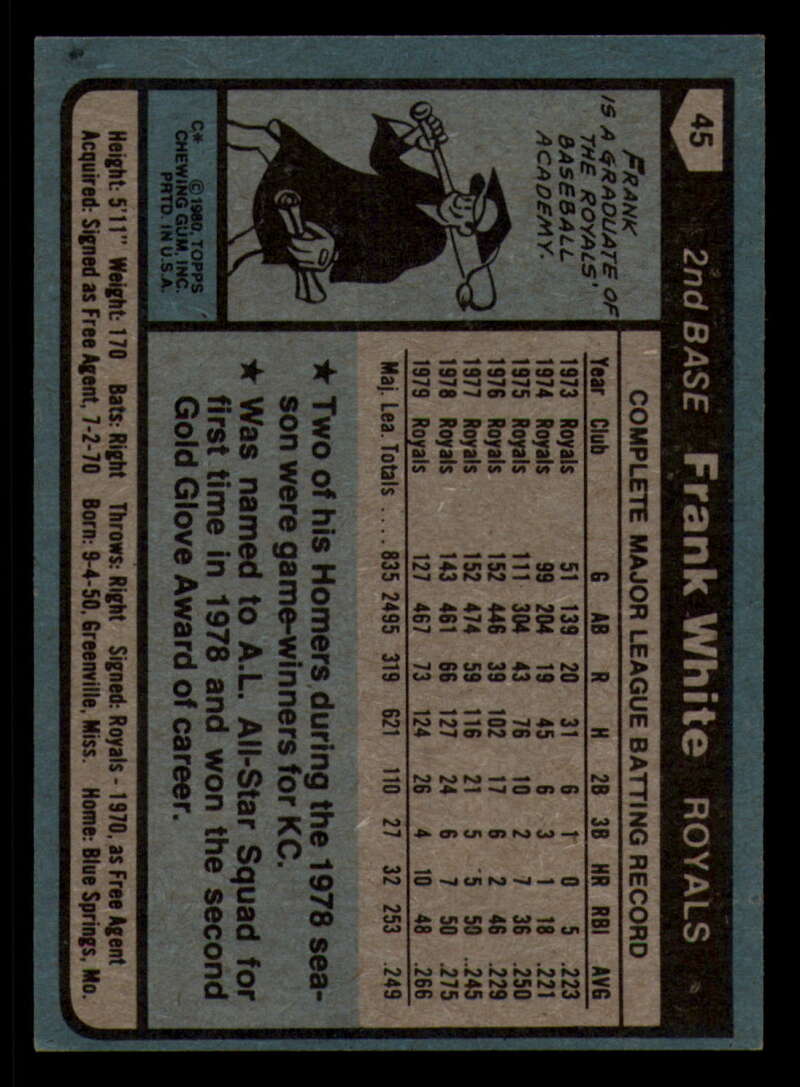 45
2nd BASE Frank White ROYALS
FRANK
IS A GRADUATE OF
THE ROYALS'
BASEBALL
ACADEMY.
C* © 1980, TOPPS
CHEWING GUM, INC.
PRTD. IN U.S.A.
COMPLETE MAJOR LEAGUE BATTING RECORD
Year Club G AB R H 2B 3B HR RBI AVG
1973 Royals 51 139 20 31 6 1 0 5 .223
1974 Royals 99 204 19 45 6 3 1 18 .221
1975 Royals 111 304 43 76 10 2 7 36 .250
1976 Royals 152 446 39 102 17 6 2 46 .229
1977 Royals 152 474 59 116 21 5 5 50 .245
1978 Royals 143 461 66 127 24 6 7 50 .275
1979 Royals 127 467 73 124 26 4 10 48 .266
Maj. Lea. Totals .... 835 2495 319 621 110 27 32 253 .249
★ Two of his Homers during the 1978 sea-
son were game-winners for KC.
★ Was named to A.L. All-Star Squad for
first time in 1978 and won the second
Gold Glove Award of career.
Height: 5'11" Weight: 170 Bats: Right Throws: Right Signed: Royals - 1970, as Free Agent
Acquired: Signed as Free Agent, 7-2-70 Born: 9-4-50, Greenville, Miss. Home: Blue Springs, Mo.